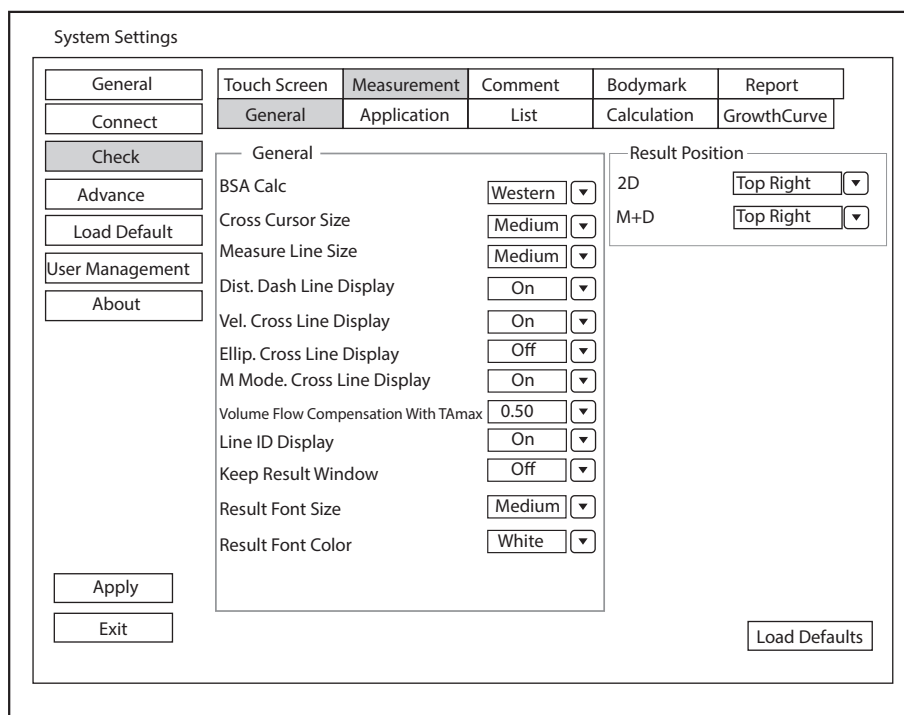 System Settings
General
Connect
Check
Advance
Load Default
User Management
About
Apply
Exit
Touch Screen Measurement Comment Bodymark Report
General Application List Calculation GrowthCurve
General
BSA Calc Western
Cross Cursor Size Medium
Measure Line Size Medium
Dist. Dash Line Display On
Vel. Cross Line Display On
Ellip. Cross Line Display Off
M Mode. Cross Line Display On
Volume Flow Compensation With TAmax 0.50
Line ID Display On
Keep Result Window Off
Result Font Size Medium
Result Font Color White
Result Position
2D Top Right
M+D Top Right
Load Defaults